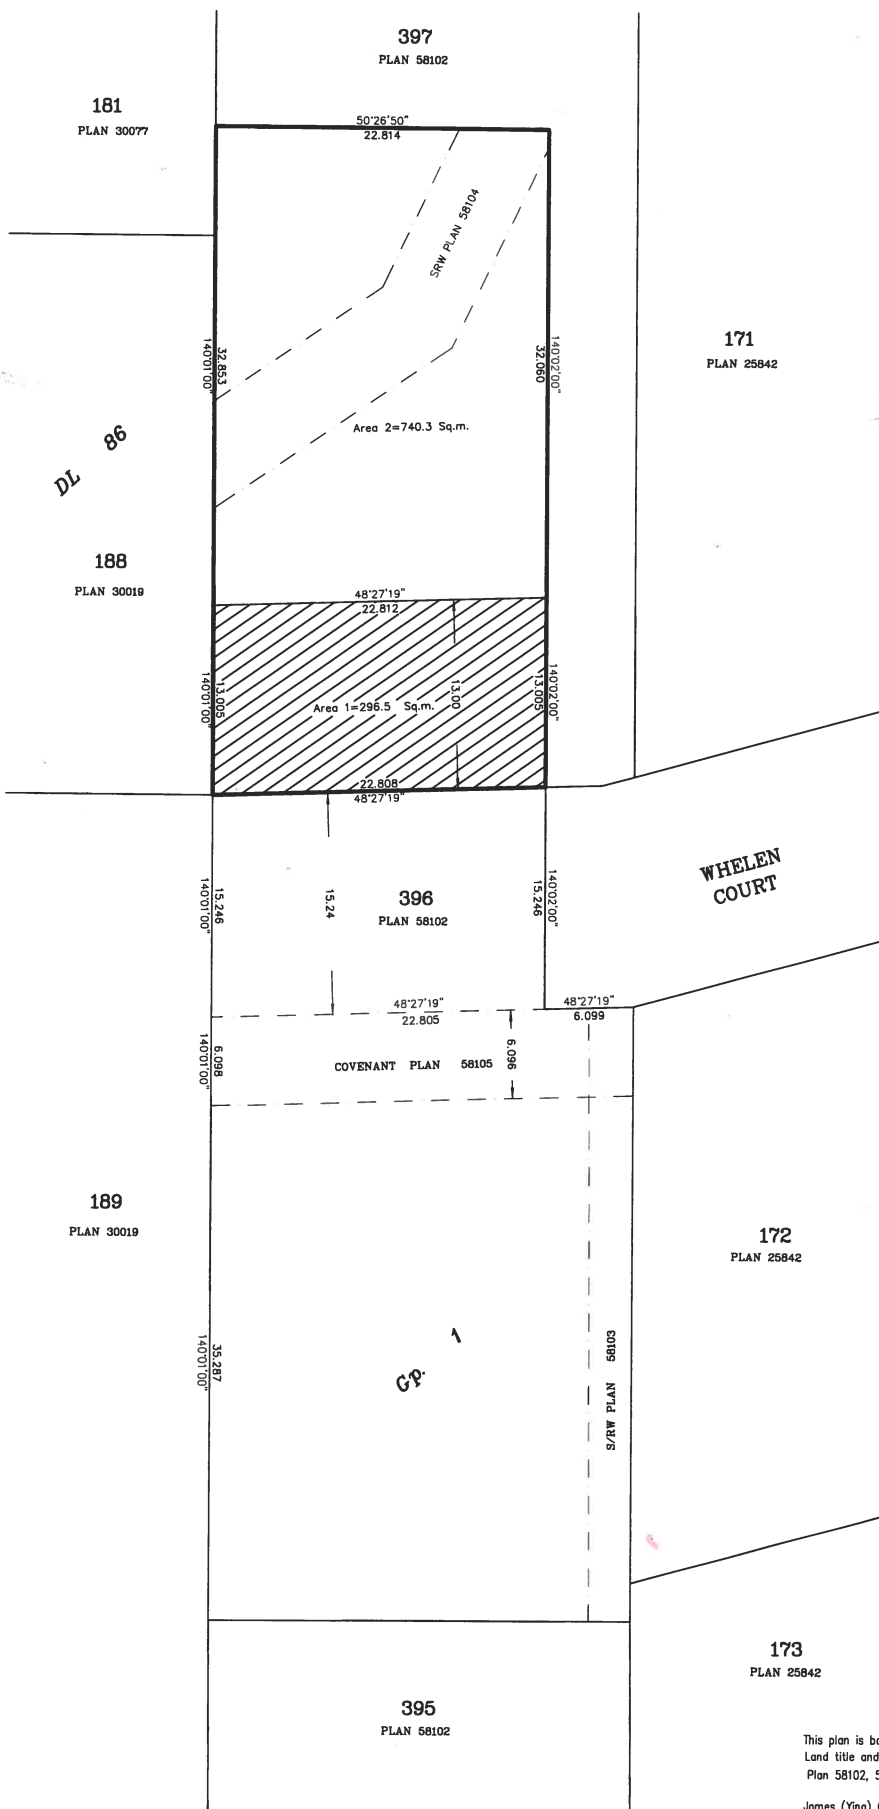 397
PLAN 58102
181
PLAN 30077
50°26'50"
22.814
SRW PLAN 58104
32.853
140°01'00"
32.060
140°02'00"
171
PLAN 25842
Area 2=740.3 Sq.m.
DL 86
188
PLAN 30019
48°27'19"
22.812
13.005
140°01'00"
Area 1=296.5 Sq.m.
13.00
13.005
140°02'00"
22.808
48°27'19"
WHELEN
COURT
15.246
140°01'00"
15.24
396
PLAN 58102
15.246
140°02'00"
48°27'19"
22.805
48°27'19"
6.099
6.098
140°01'00"
COVENANT PLAN 58105
6.096
189
PLAN 30019
172
PLAN 25842
35.287
140°01'00"
Gp. 1
S/RW PLAN 58103
173
PLAN 25842
395
PLAN 58102
This plan is ba
Land title and
Plan 58102, 5
James (Ying)